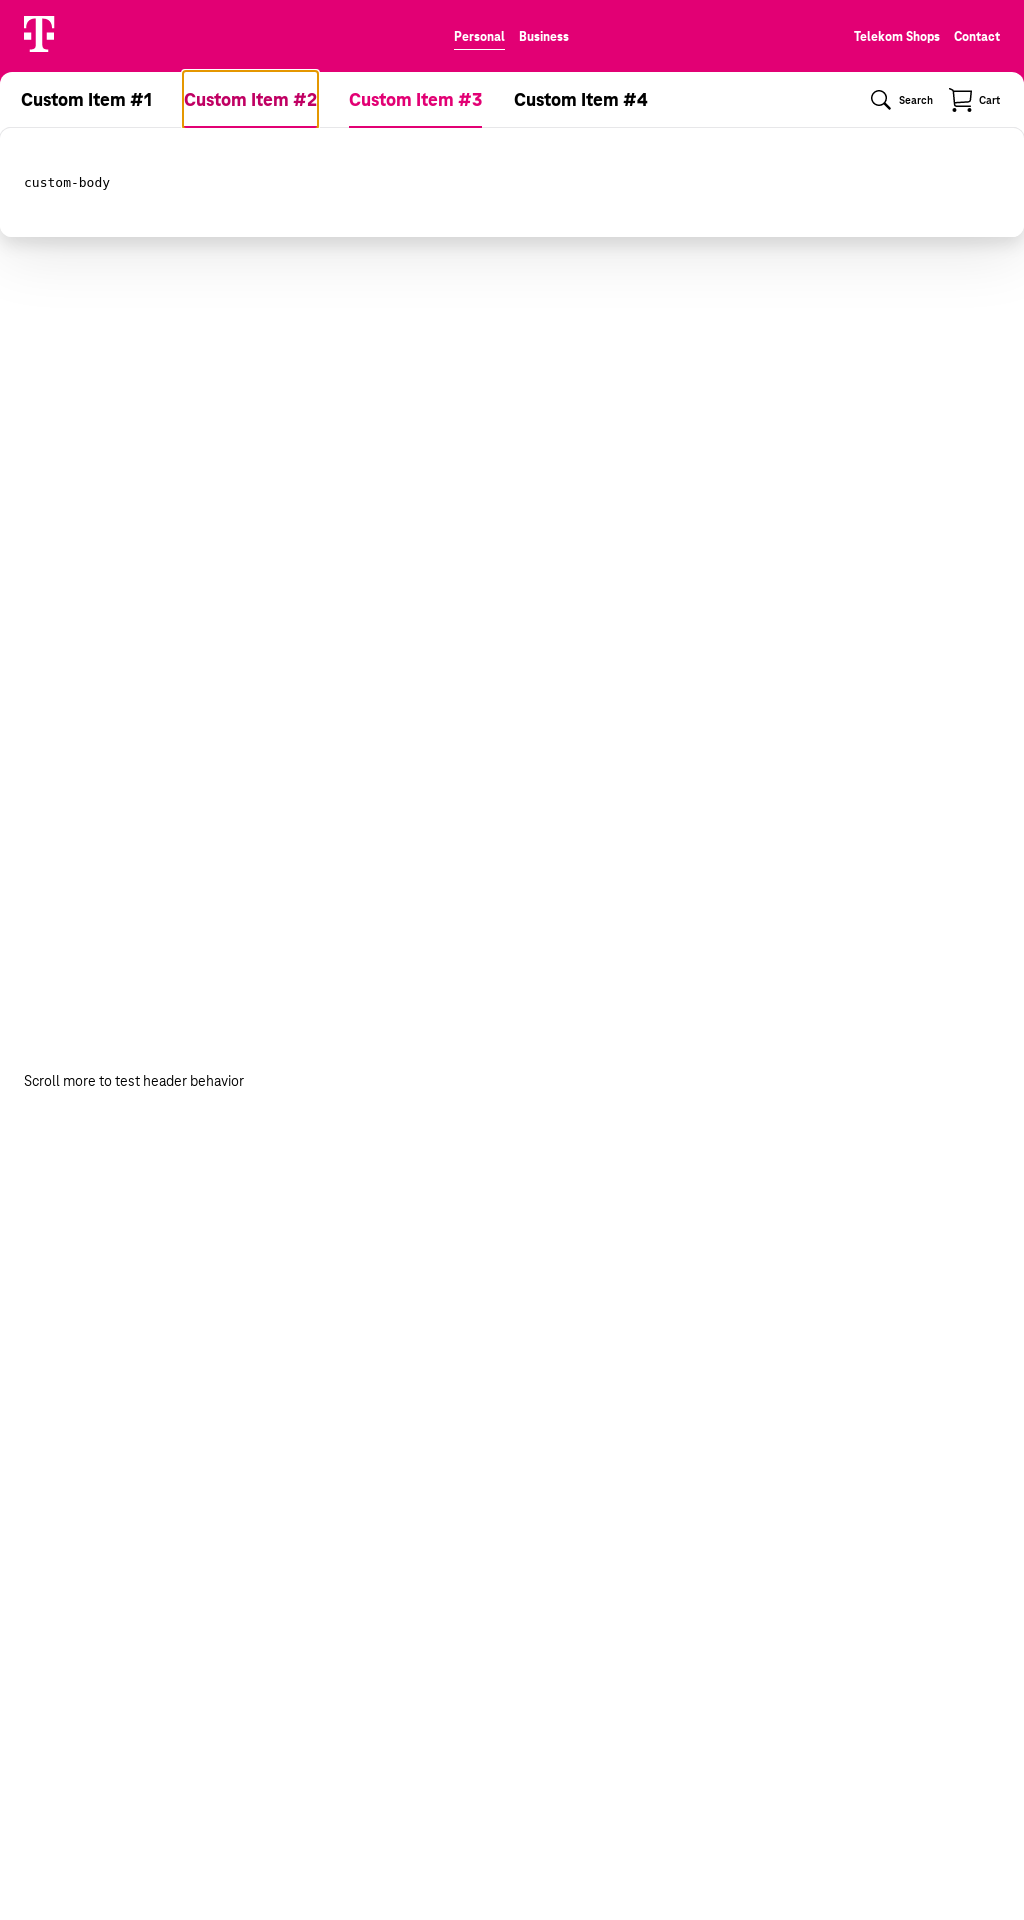 T Personal Business Telekom Shops Contact
Custom Item #1 Custom Item #2 Custom Item #3 Custom Item #4 Search Cart
custom-body
Scroll more to test header behavior